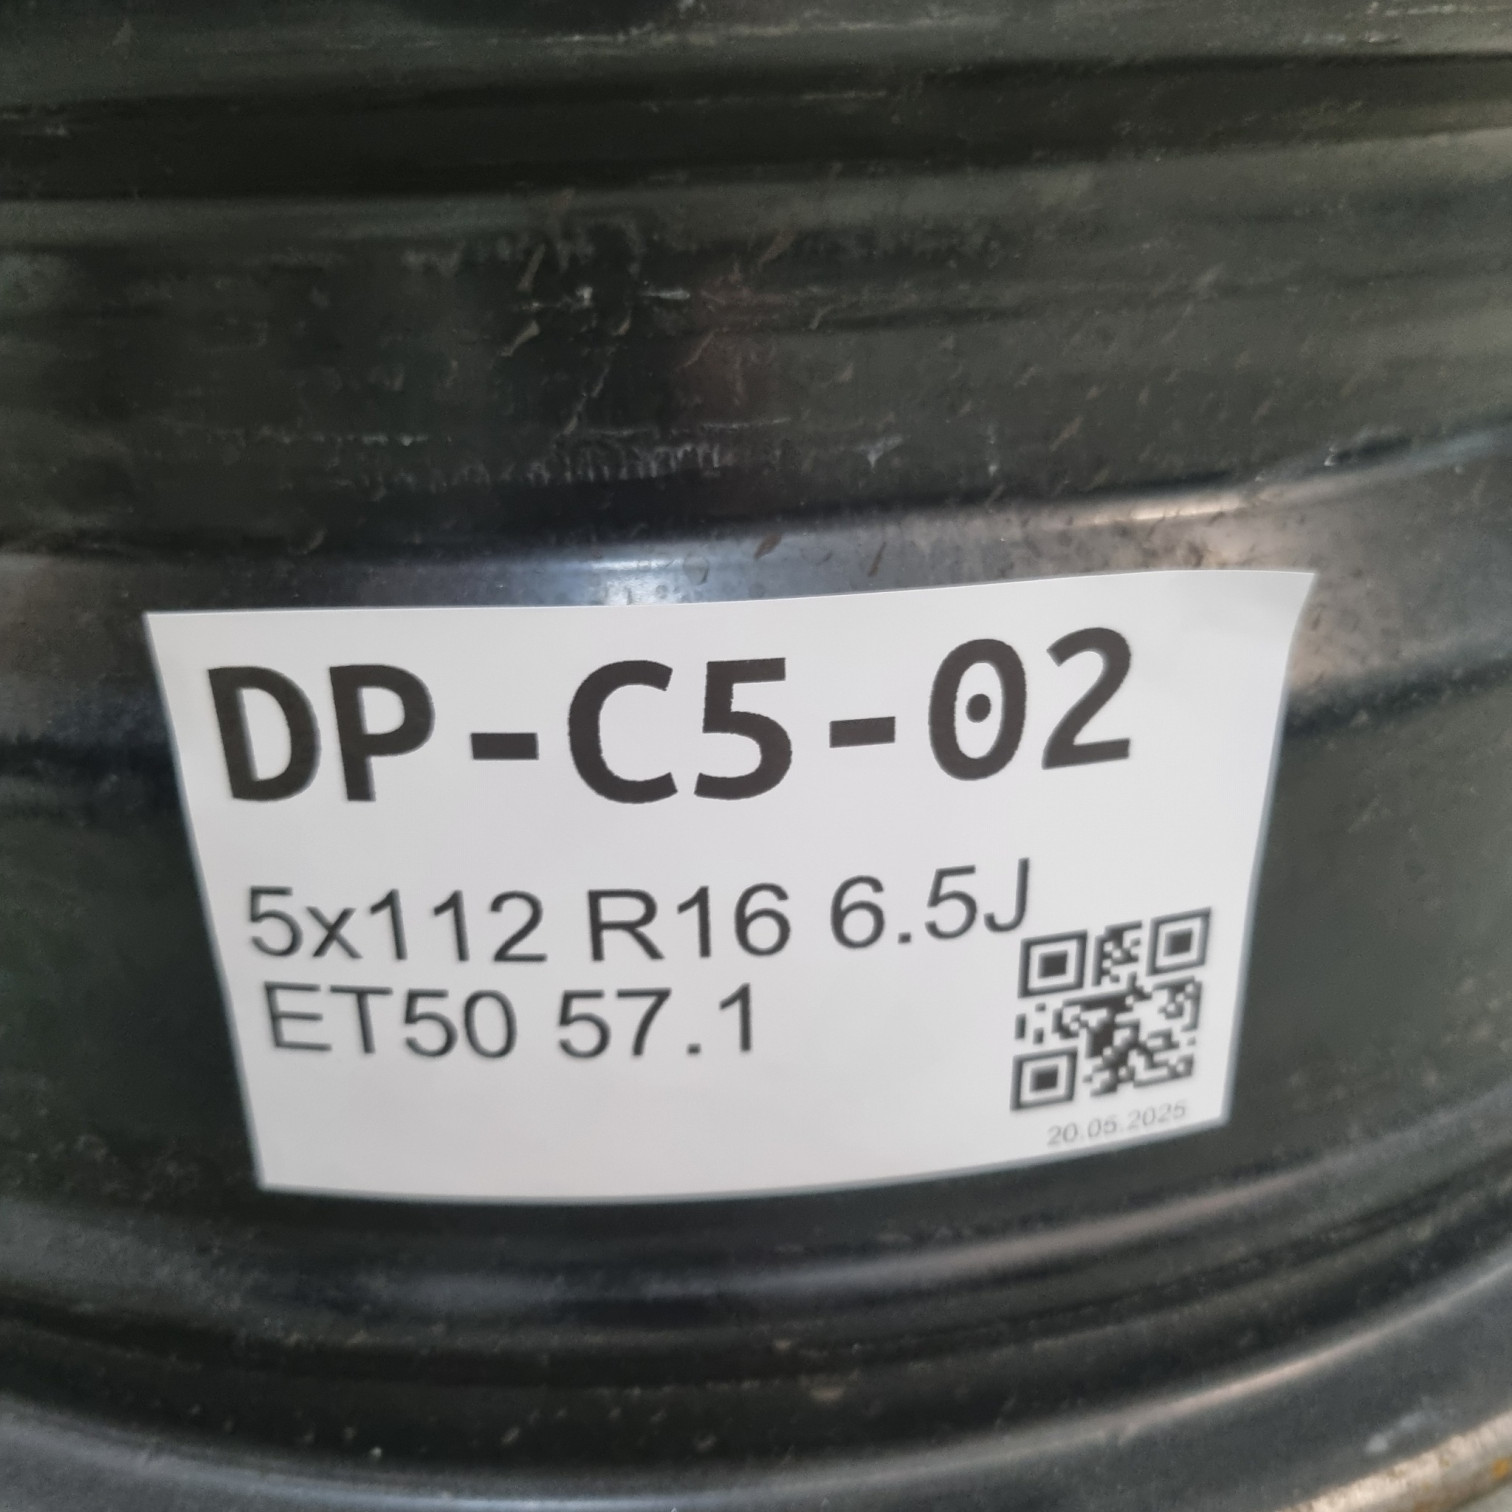 DP-C5-02
5x112 R16 6.5J
ET50 57.1
20.05.2025